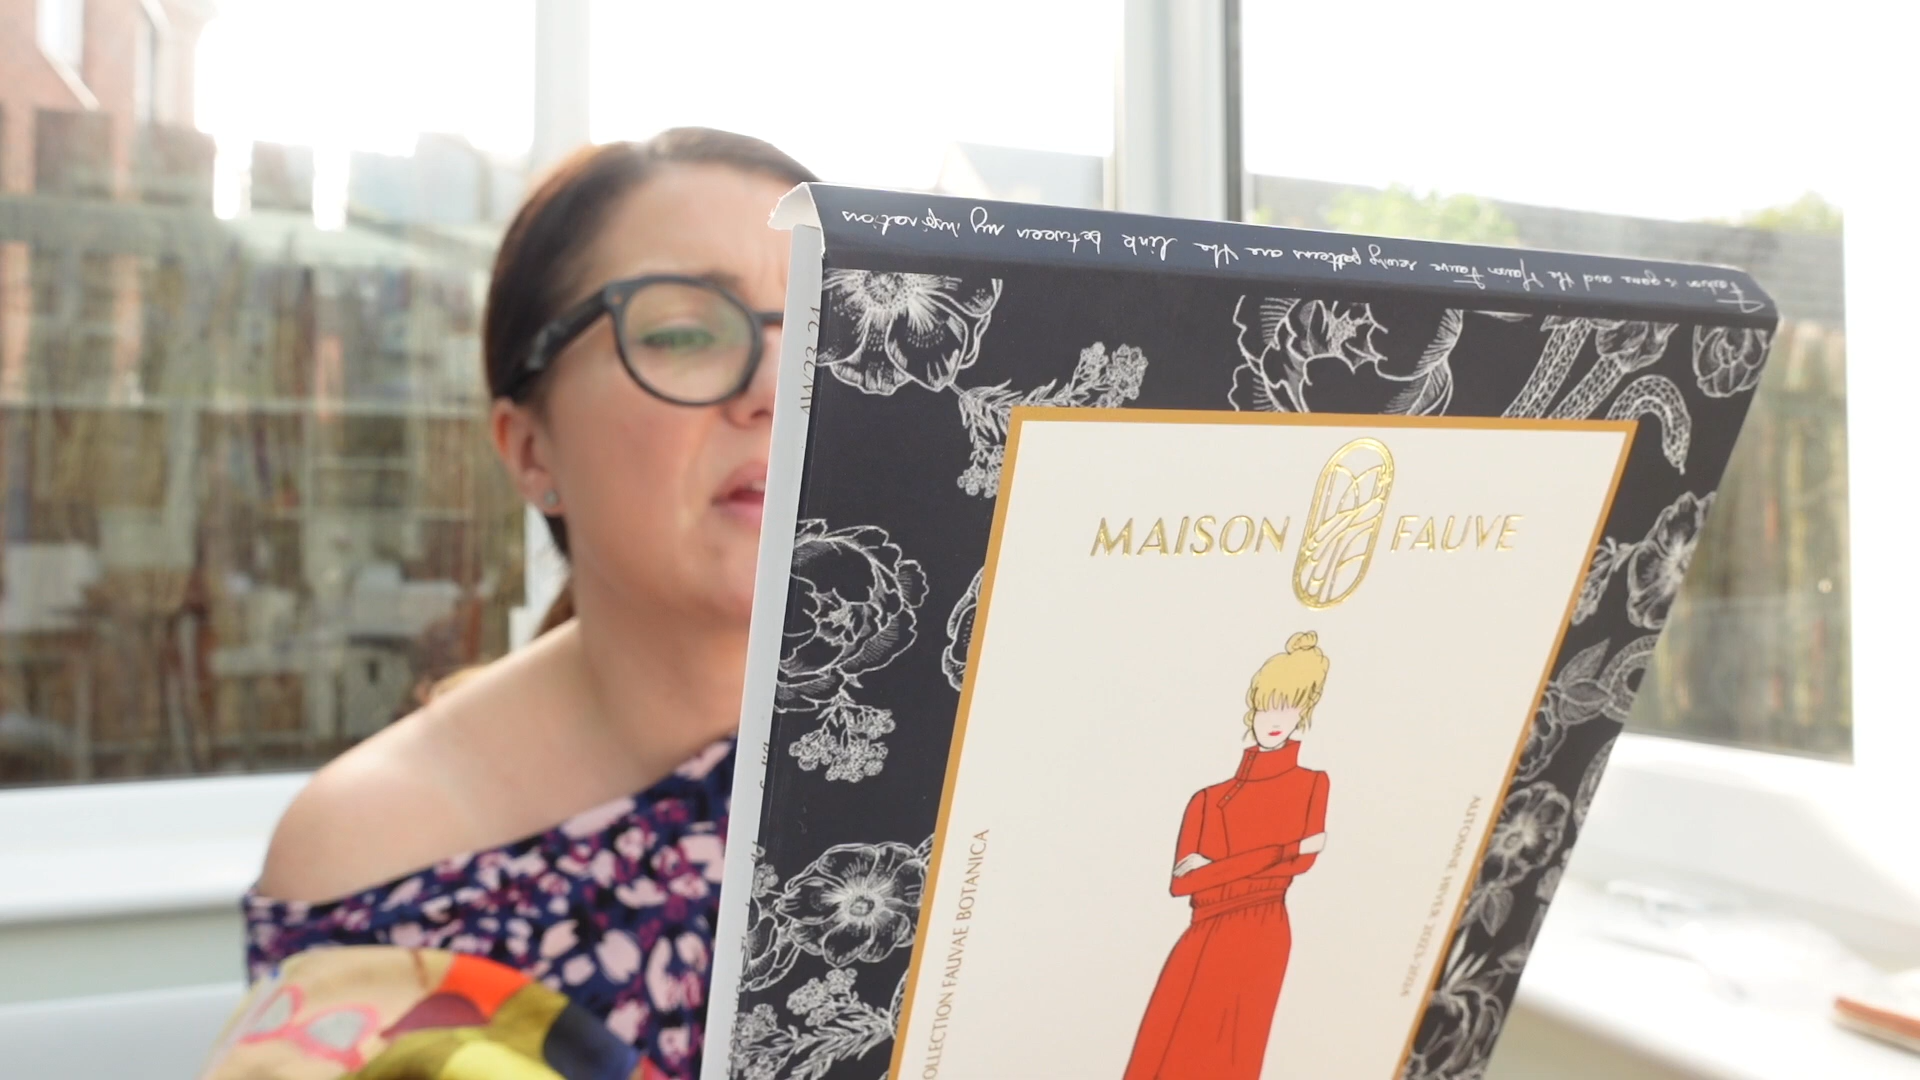 Fashion is game and the Maison Fauve sewing patterns are the link between my inspirations
AW23.24
MAISON FAUVE
COLLECTION FAUVAE BOTANICA
AUTOMNE HIVER 2023-2024